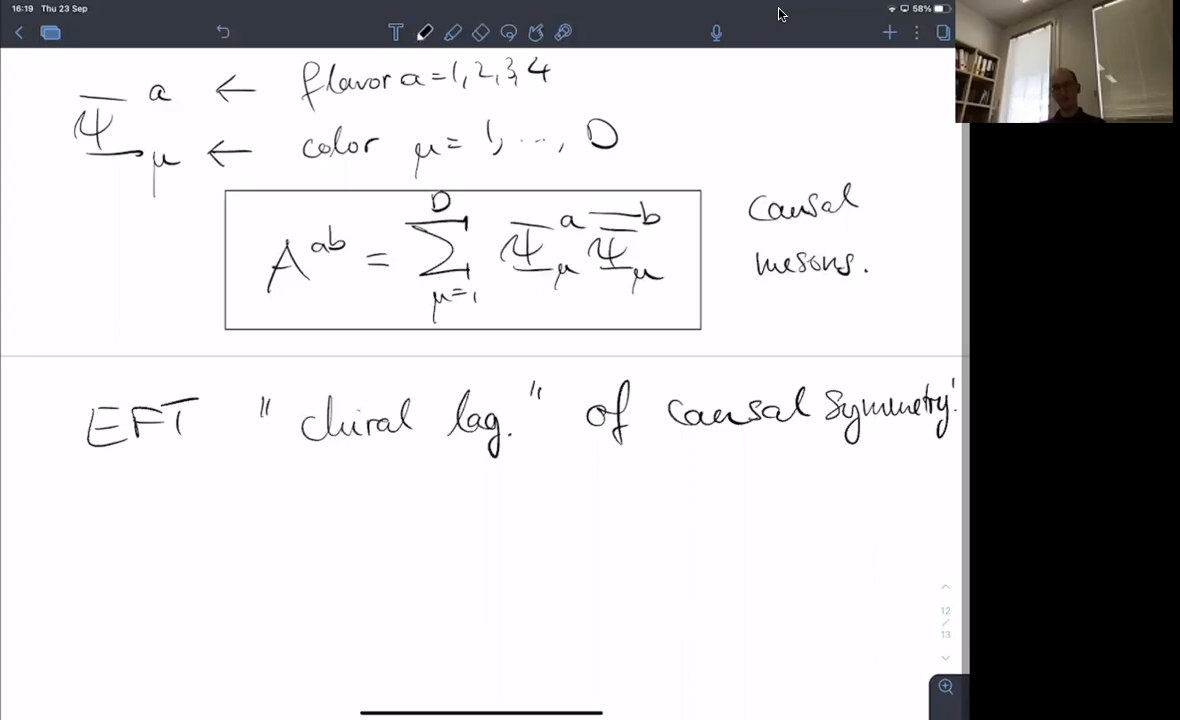 16:19 Thu 23 Sep
58%
Ψ^a ← flavor a = 1, 2, 3, 4
Ψ_μ ← color μ = 1, ..., D
A^{ab} = Σ_{μ=1}^{D} Ψ^a_μ \overline{Ψ}^b_μ
causal
mesons.
EFT "chiral lag." of causal symmetry.'
12
/
13